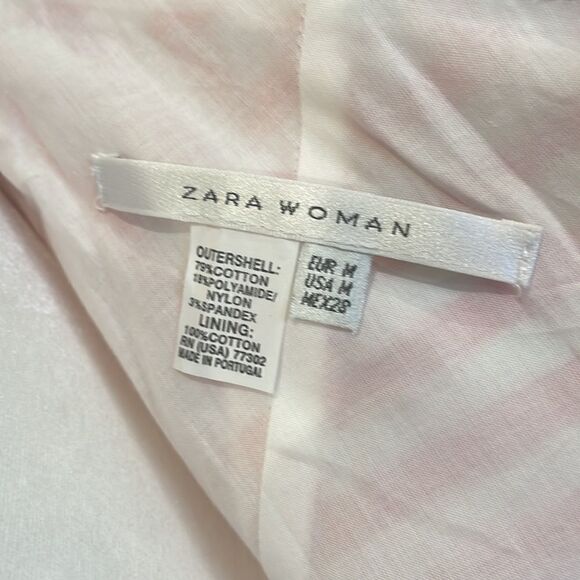 ZARA WOMAN
OUTERSHELL:
79%COTTON
18%POLYAMIDE/
NYLON
3%SPANDEX
LINING:
100%COTTON
RN (USA) 77302
MADE IN PORTUGAL
EUR M
USA M
MEX28